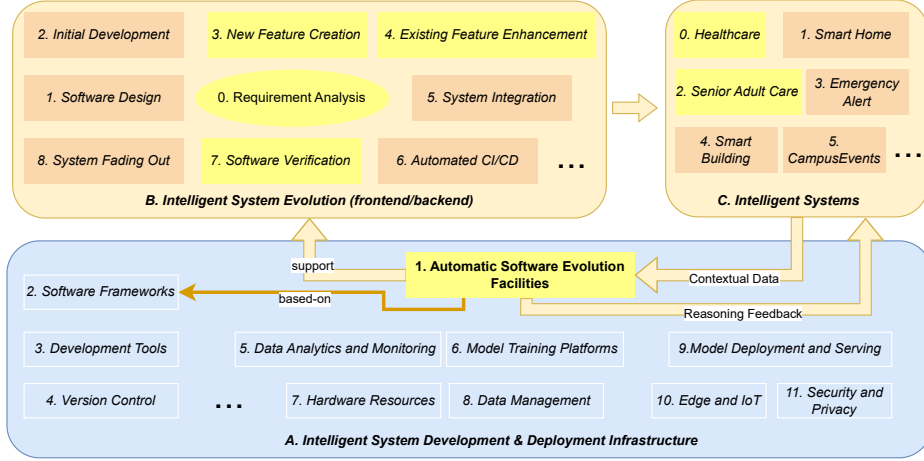 2. Initial Development
3. New Feature Creation
4. Existing Feature Enhancement
1. Software Design
0. Requirement Analysis
5. System Integration
8. System Fading Out
7. Software Verification
6. Automated CI/CD
...
B. Intelligent System Evolution (frontend/backend)
0. Healthcare
1. Smart Home
2. Senior Adult Care
3. Emergency
Alert
4. Smart
Building
5.
CampusEvents
...
C. Intelligent Systems
support
1. Automatic Software Evolution
Facilities
Contextual Data
2. Software Frameworks
based-on
Reasoning Feedback
3. Development Tools
5. Data Analytics and Monitoring
6. Model Training Platforms
9.Model Deployment and Serving
4. Version Control
...
7. Hardware Resources
8. Data Management
10. Edge and IoT
11. Security and
Privacy
A. Intelligent System Development & Deployment Infrastructure